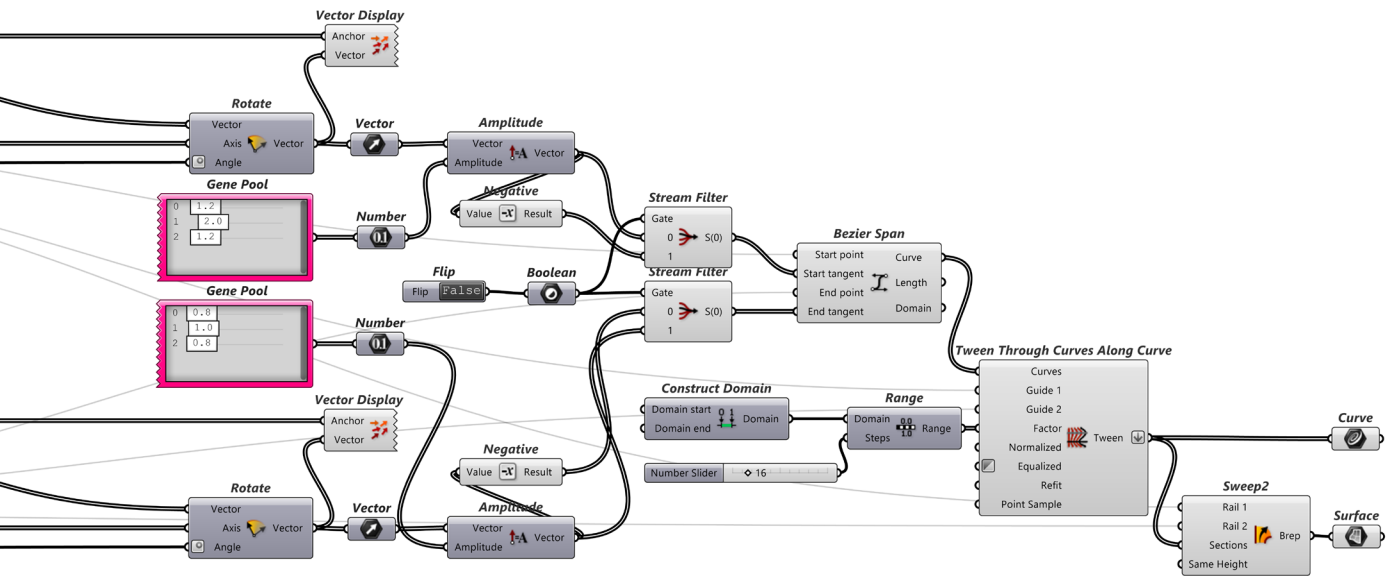 Vector Display
Anchor
Vector
Rotate
Vector
Axis
Angle
Vector
Vector
Amplitude
Vector
Amplitude
Vector
Gene Pool
0 1.2
1 2.0
2 1.2
Number
Negative
Value
Result
Stream Filter
Gate
0
1
S(0)
Flip
Flip False
Boolean
Stream Filter
Gate
0
1
S(0)
Bezier Span
Start point
Start tangent
End point
End tangent
Curve
Length
Domain
Gene Pool
0 0.8
1 1.0
2 0.8
Number
Tween Through Curves Along Curve
Curves
Guide 1
Guide 2
Factor
Normalized
Equalized
Refit
Point Sample
Tween
Construct Domain
Domain start
Domain end
0 1
Domain
Range
Domain
Steps
0.0
1.0
Range
Number Slider 16
Vector Display
Anchor
Vector
Negative
Value
Result
Rotate
Vector
Axis
Angle
Vector
Vector
Amplitude
Vector
Amplitude
Vector
Curve
Sweep2
Rail 1
Rail 2
Sections
Same Height
Brep
Surface